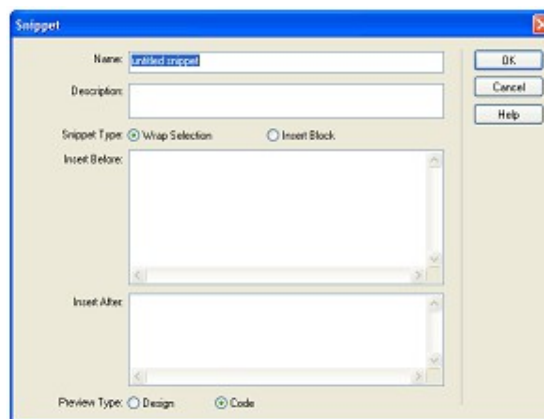 Snippet
Name: untitled snippet
OK
Description:
Cancel
Help
Snippet Type: Wrap Selection Insert Block
Insert Before:
Insert After:
Preview Type: Design Code